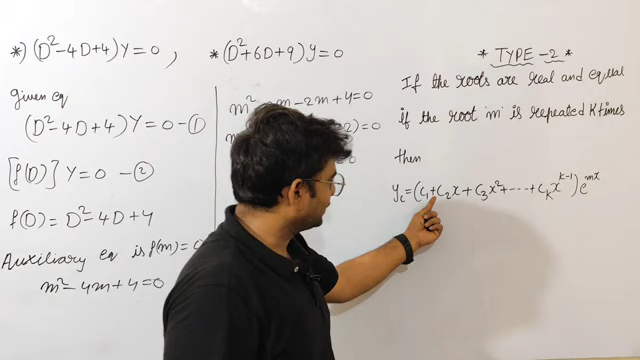 *) (D²-4D+4)Y=0 , * (D²+6D+9)y=0
given eq
(D²-4D+4)Y=0-①
[f(D)]Y=0-②
f(D)=D²-4D+4
Auxiliary eq is f(m)=0
m²-4m+4=0
m²- m-2m+4=0
2)=0
* TYPE-2 *
If the roots are real and equal
if the root 'm' is repeated K times
then
y_c=(c₁+c₂x+c₃x²+-----+c_K x^{K-1})e^{mx}